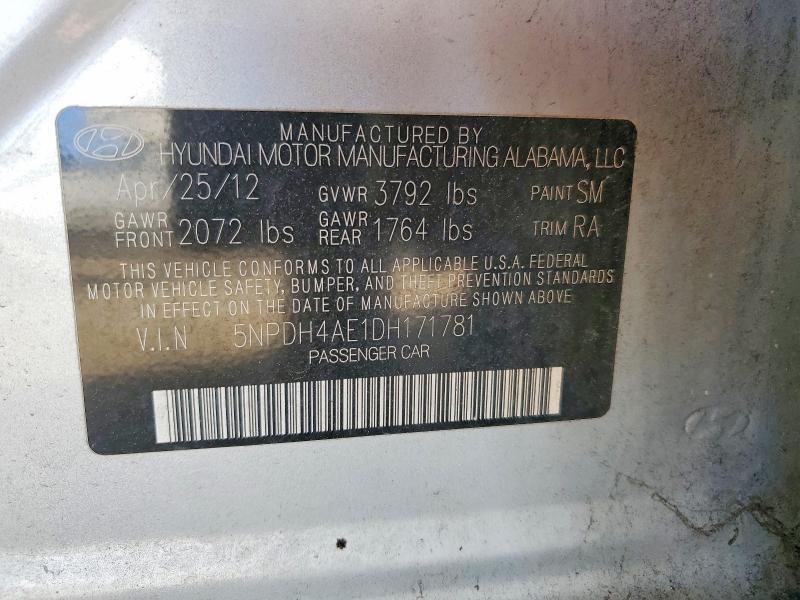 MANUFACTURED BY
HYUNDAI MOTOR MANUFACTURING ALABAMA, LLC
Apr/25/12 GVWR 3792 lbs PAINT SM
GAWR FRONT 2072 lbs GAWR REAR 1764 lbs TRIM RA
THIS VEHICLE CONFORMS TO ALL APPLICABLE U.S.A. FEDERAL
MOTOR VEHICLE SAFETY, BUMPER, AND THEFT PREVENTION STANDARDS
IN EFFECT ON THE DATE OF MANUFACTURE SHOWN ABOVE
V.I.N 5NPDH4AE1DH171781
PASSENGER CAR